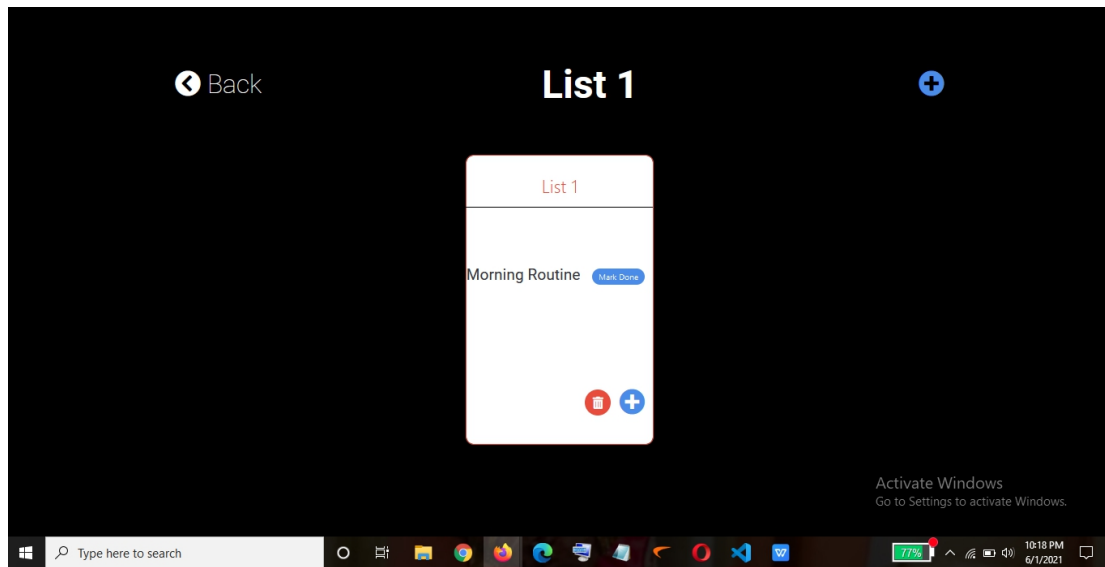 Back
List 1
List 1
Morning Routine
Mark Done
Activate Windows
Go to Settings to activate Windows.
Type here to search
77%
10:18 PM
6/1/2021